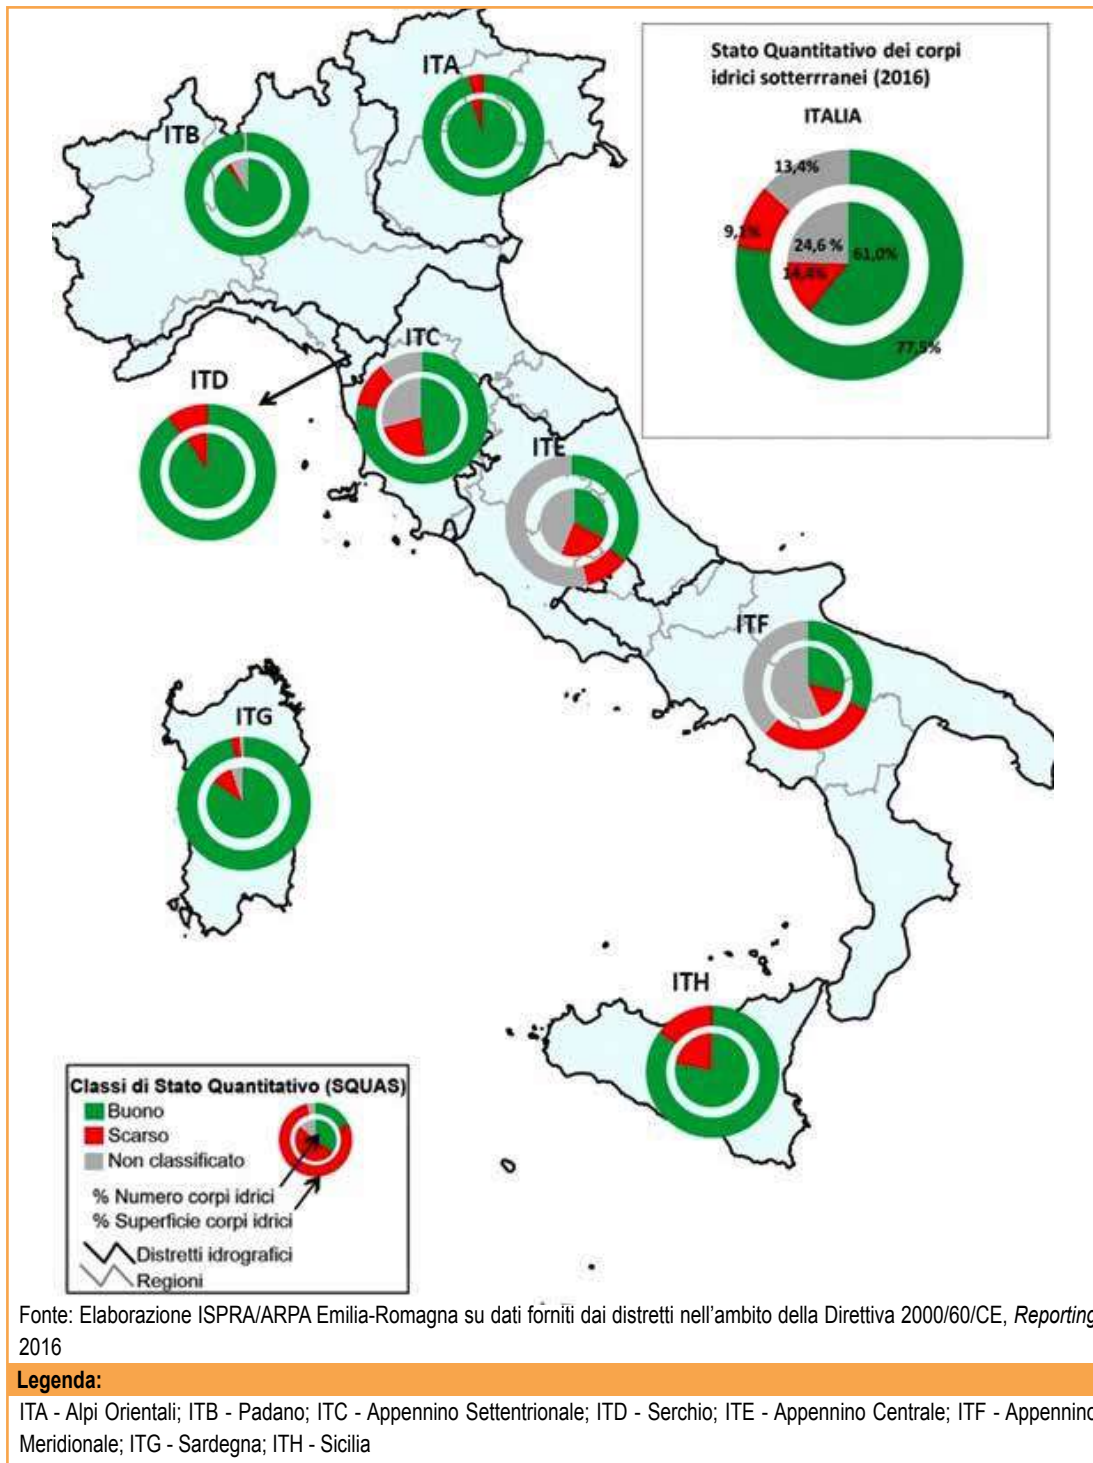 Stato Quantitativo dei corpi
idrici sotterrranei (2016)
ITALIA
13,4%
9,1%
24,6 %
61,0%
14,4%
77,5%
ITA
ITB
ITC
ITD
ITE
ITF
ITG
ITH
Classi di Stato Quantitativo (SQUAS)
Buono
Scarso
Non classificato
% Numero corpi idrici
% Superficie corpi idrici
Distretti idrografici
Regioni
Fonte: Elaborazione ISPRA/ARPA Emilia-Romagna su dati forniti dai distretti nell'ambito della Direttiva 2000/60/CE, Reporting
2016
Legenda:
ITA - Alpi Orientali; ITB - Padano; ITC - Appennino Settentrionale; ITD - Serchio; ITE - Appennino Centrale; ITF - Appennino
Meridionale; ITG - Sardegna; ITH - Sicilia